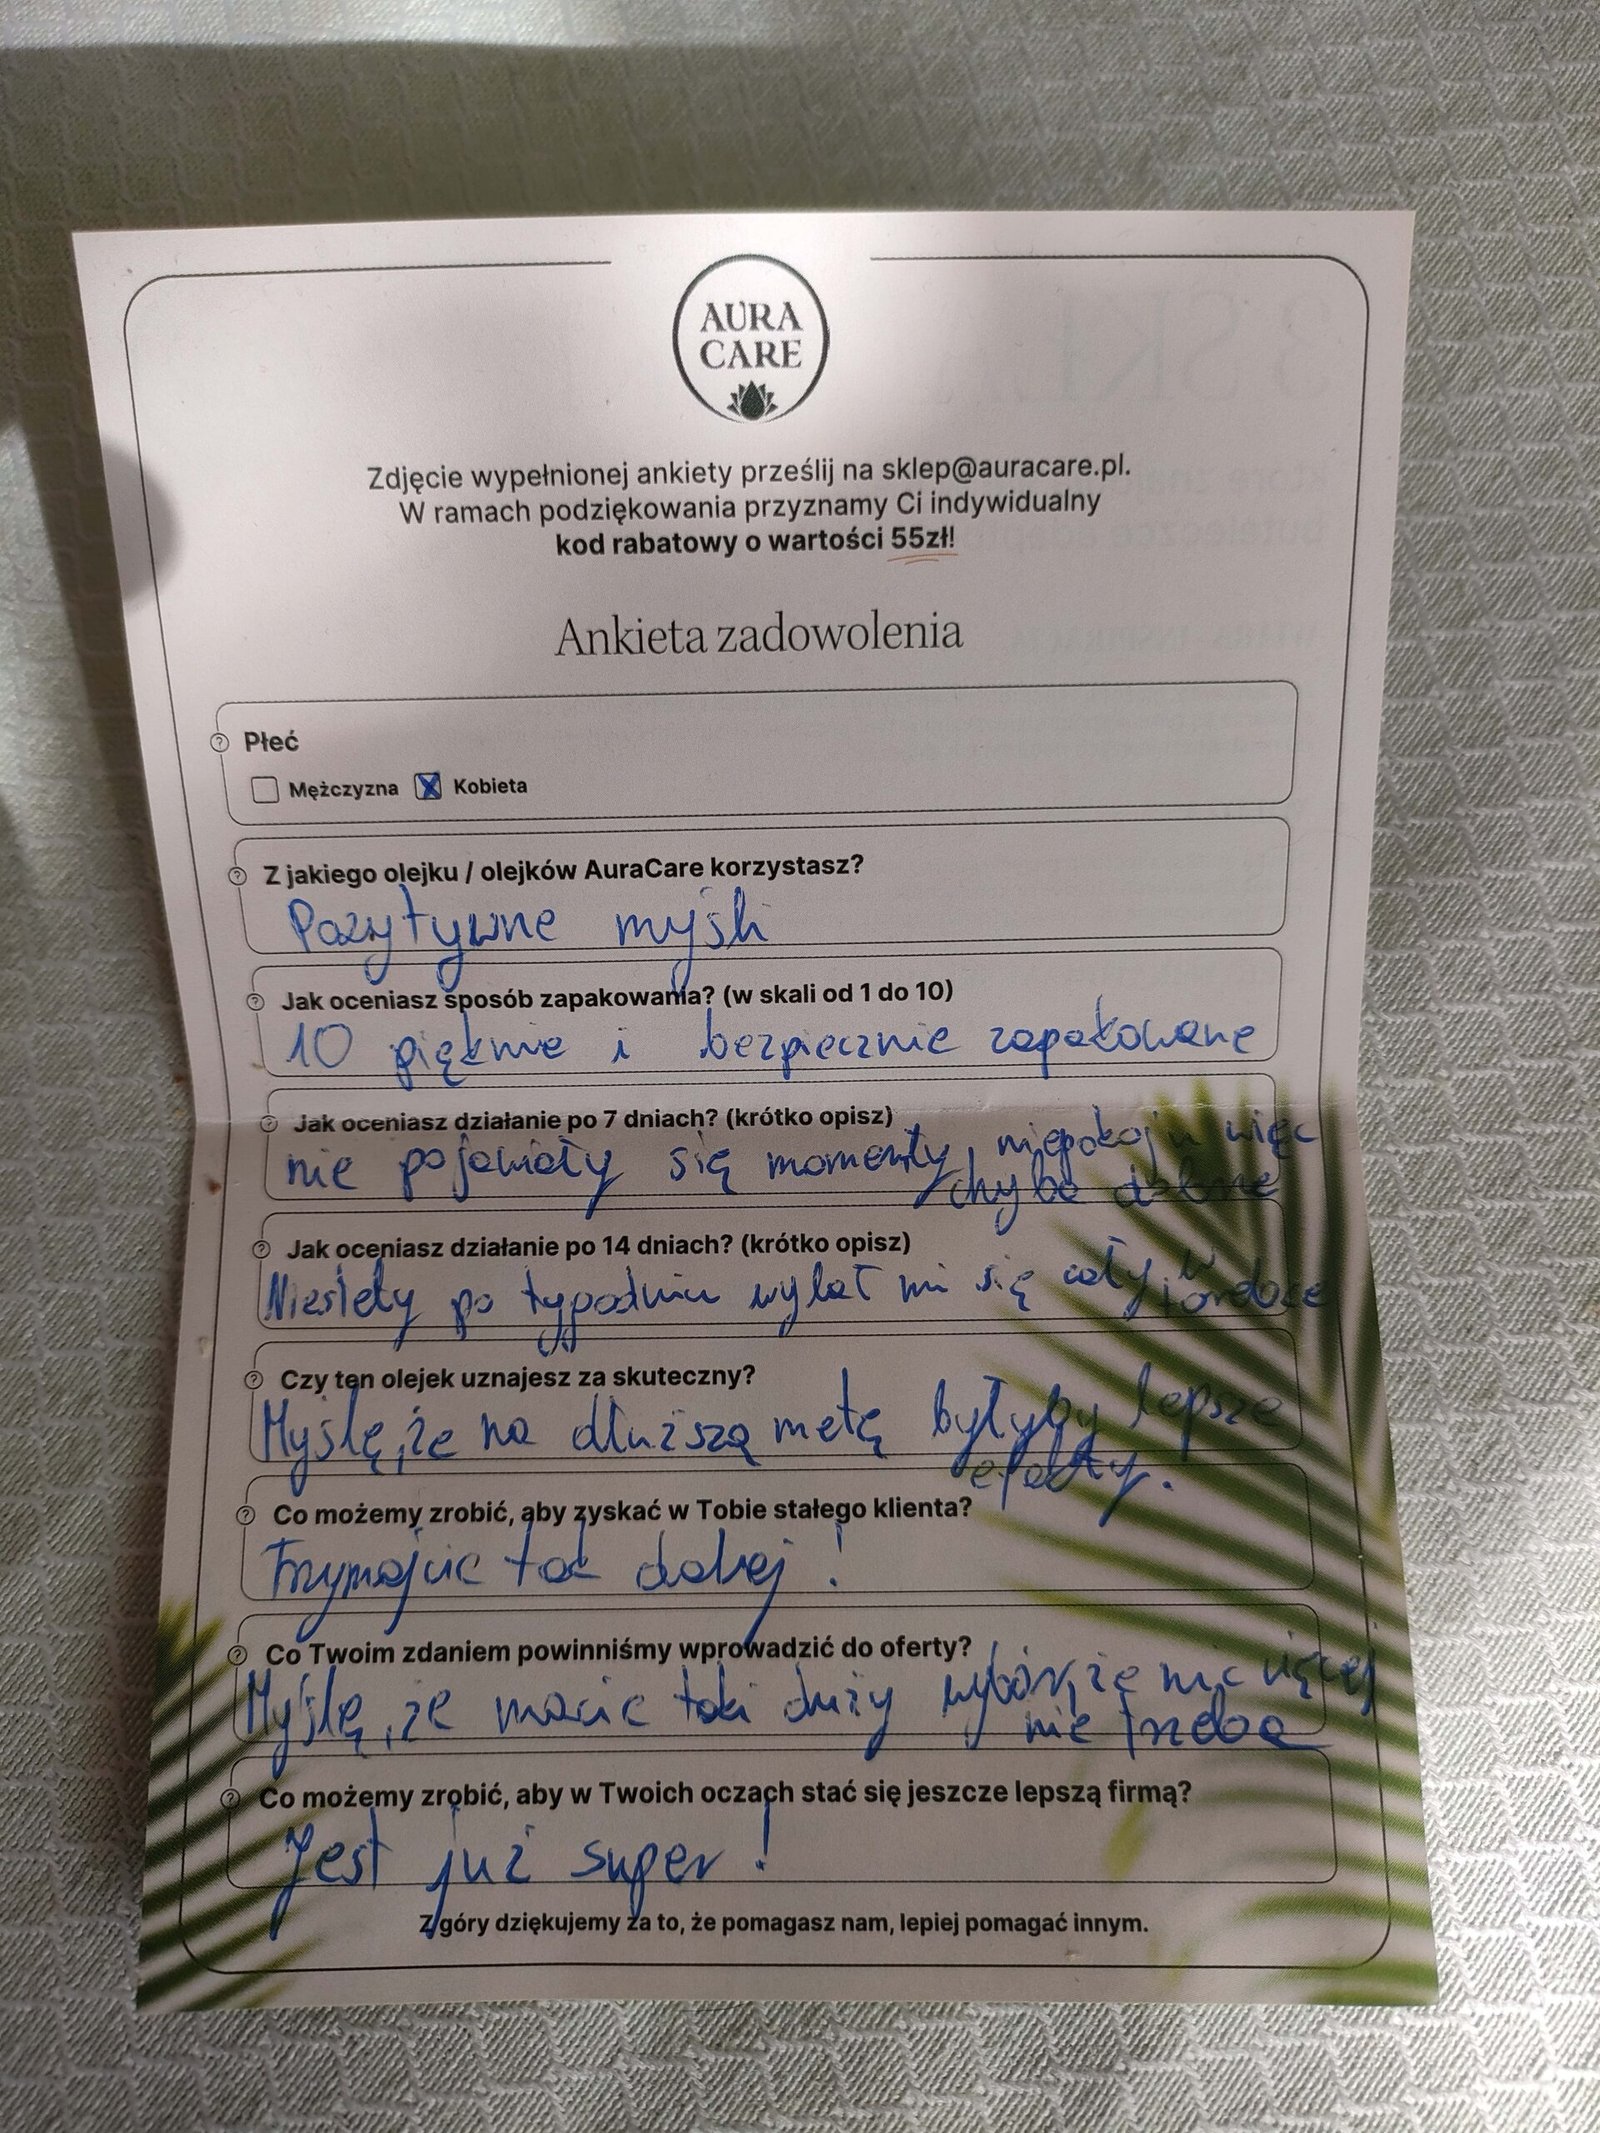 AURA
CARE
Zdjęcie wypełnionej ankiety prześlij na sklep@auracare.pl.
W ramach podziękowania przyznamy Ci indywidualny
kod rabatowy o wartości 55zł!
Ankieta zadowolenia
Płeć
Mężczyzna Kobieta
Z jakiego olejku / olejków AuraCare korzystasz?
Pozytywne myśli
Jak oceniasz sposób zapakowania? (w skali od 1 do 10)
10 pięknie i bezpiecznie zapakowane
Jak oceniasz działanie po 7 dniach? (krótko opisz)
nie pojawiały się momenty niepokoju więc
chyba dobrze
Jak oceniasz działanie po 14 dniach? (krótko opisz)
Niestety po tygodniu wylał mi się cały w
torebce
Czy ten olejek uznajesz za skuteczny?
Myślę, że na dłuższą metę byłyby lepsze
efekty.
Co możemy zrobić, aby zyskać w Tobie stałego klienta?
Trzymajcie tak dalej!
Co Twoim zdaniem powinniśmy wprowadzić do oferty?
Myślę, że macie taki duży wybór, że nic więcej
nie trzeba
Co możemy zrobić, aby w Twoich oczach stać się jeszcze lepszą firmą?
Jest już super!
Z góry dziękujemy za to, że pomagasz nam, lepiej pomagać innym.